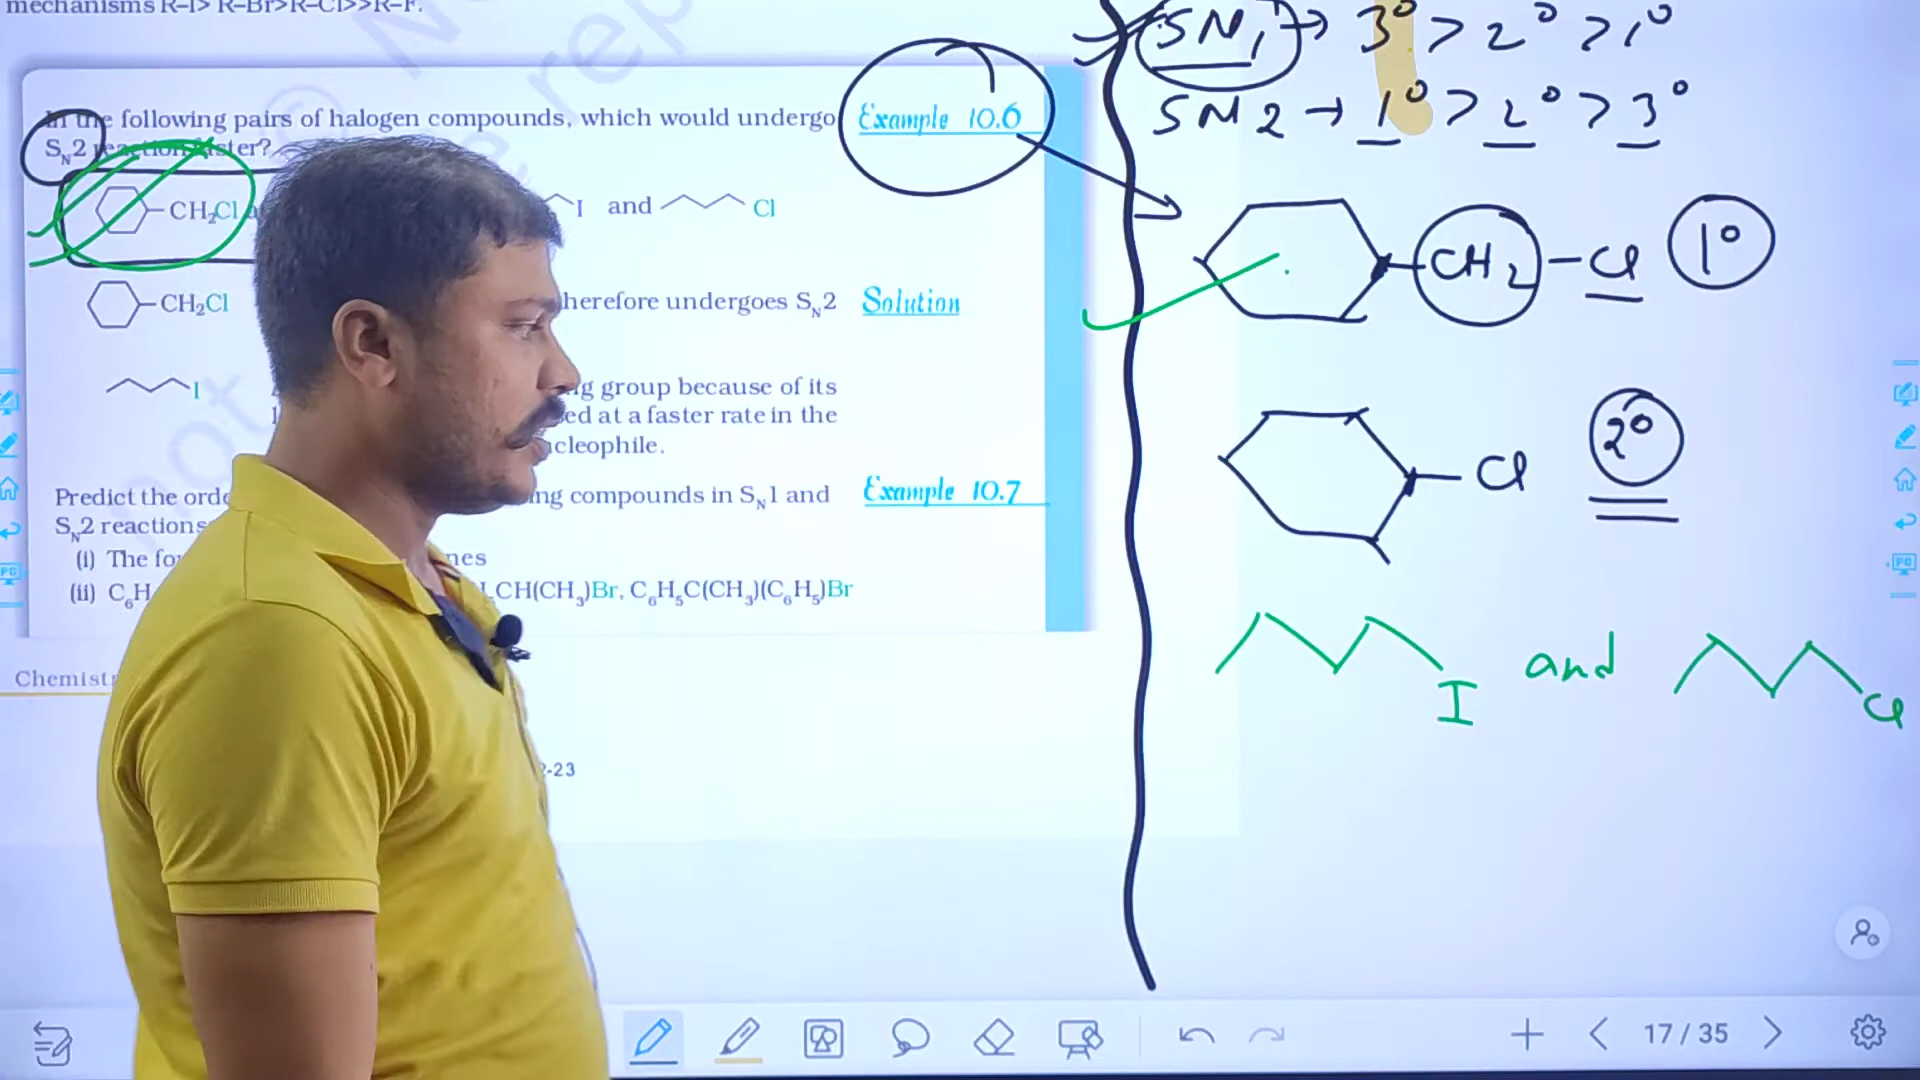 mechanisms R–I> R–Br>R–Cl>>R–F.
In the following pairs of halogen compounds, which would undergo
Example 10.6
SN2 reaction faster?
CH2Cl
I and Cl
CH2Cl
herefore undergoes SN2
Solution
I
ng group because of its
ed at a faster rate in the
cleophile.
Predict the ord
ng compounds in SN1 and
Example 10.7
SN2 reactions
(i) The fo
nes
(ii) C6H
CH(CH3)Br, C6H5C(CH3)(C6H5)Br
Chemist
-23
SN1 → 3° > 2° > 1°
SN2 → 1° > 2° > 3°
CH2 – Cl 1°
Cl 2°
I and Cl
17 / 35